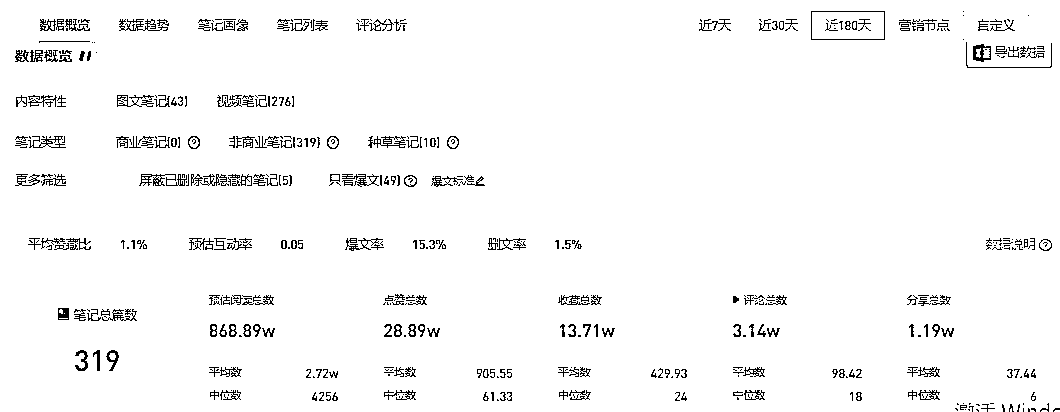 数据概览 数据趋势 笔记画像 笔记列表 评论分析 近7天 近30天 近180天 营销节点 自定义
数据概览 导出数据
内容特性 图文笔记(43) 视频笔记(276)
笔记类型 商业笔记(0) 非商业笔记(319) 种草笔记(10)
更多筛选 屏蔽已删除或隐藏的笔记(5) 只看爆文(49) 爆文标准
平均赞藏比 1.1% 预估互动率 0.05 爆文率 15.3% 删文率 1.5% 数据说明
笔记总篇数 预估阅读总数 点赞总数 收藏总数 评论总数 分享总数
319 868.89w 28.89w 13.71w 3.14w 1.19w
平均数 2.72w 平均数 905.55 平均数 429.93 平均数 98.42 平均数 37.44
中位数 4256 中位数 61.33 中位数 24 中位数 18 中位数 6
激活 Windo